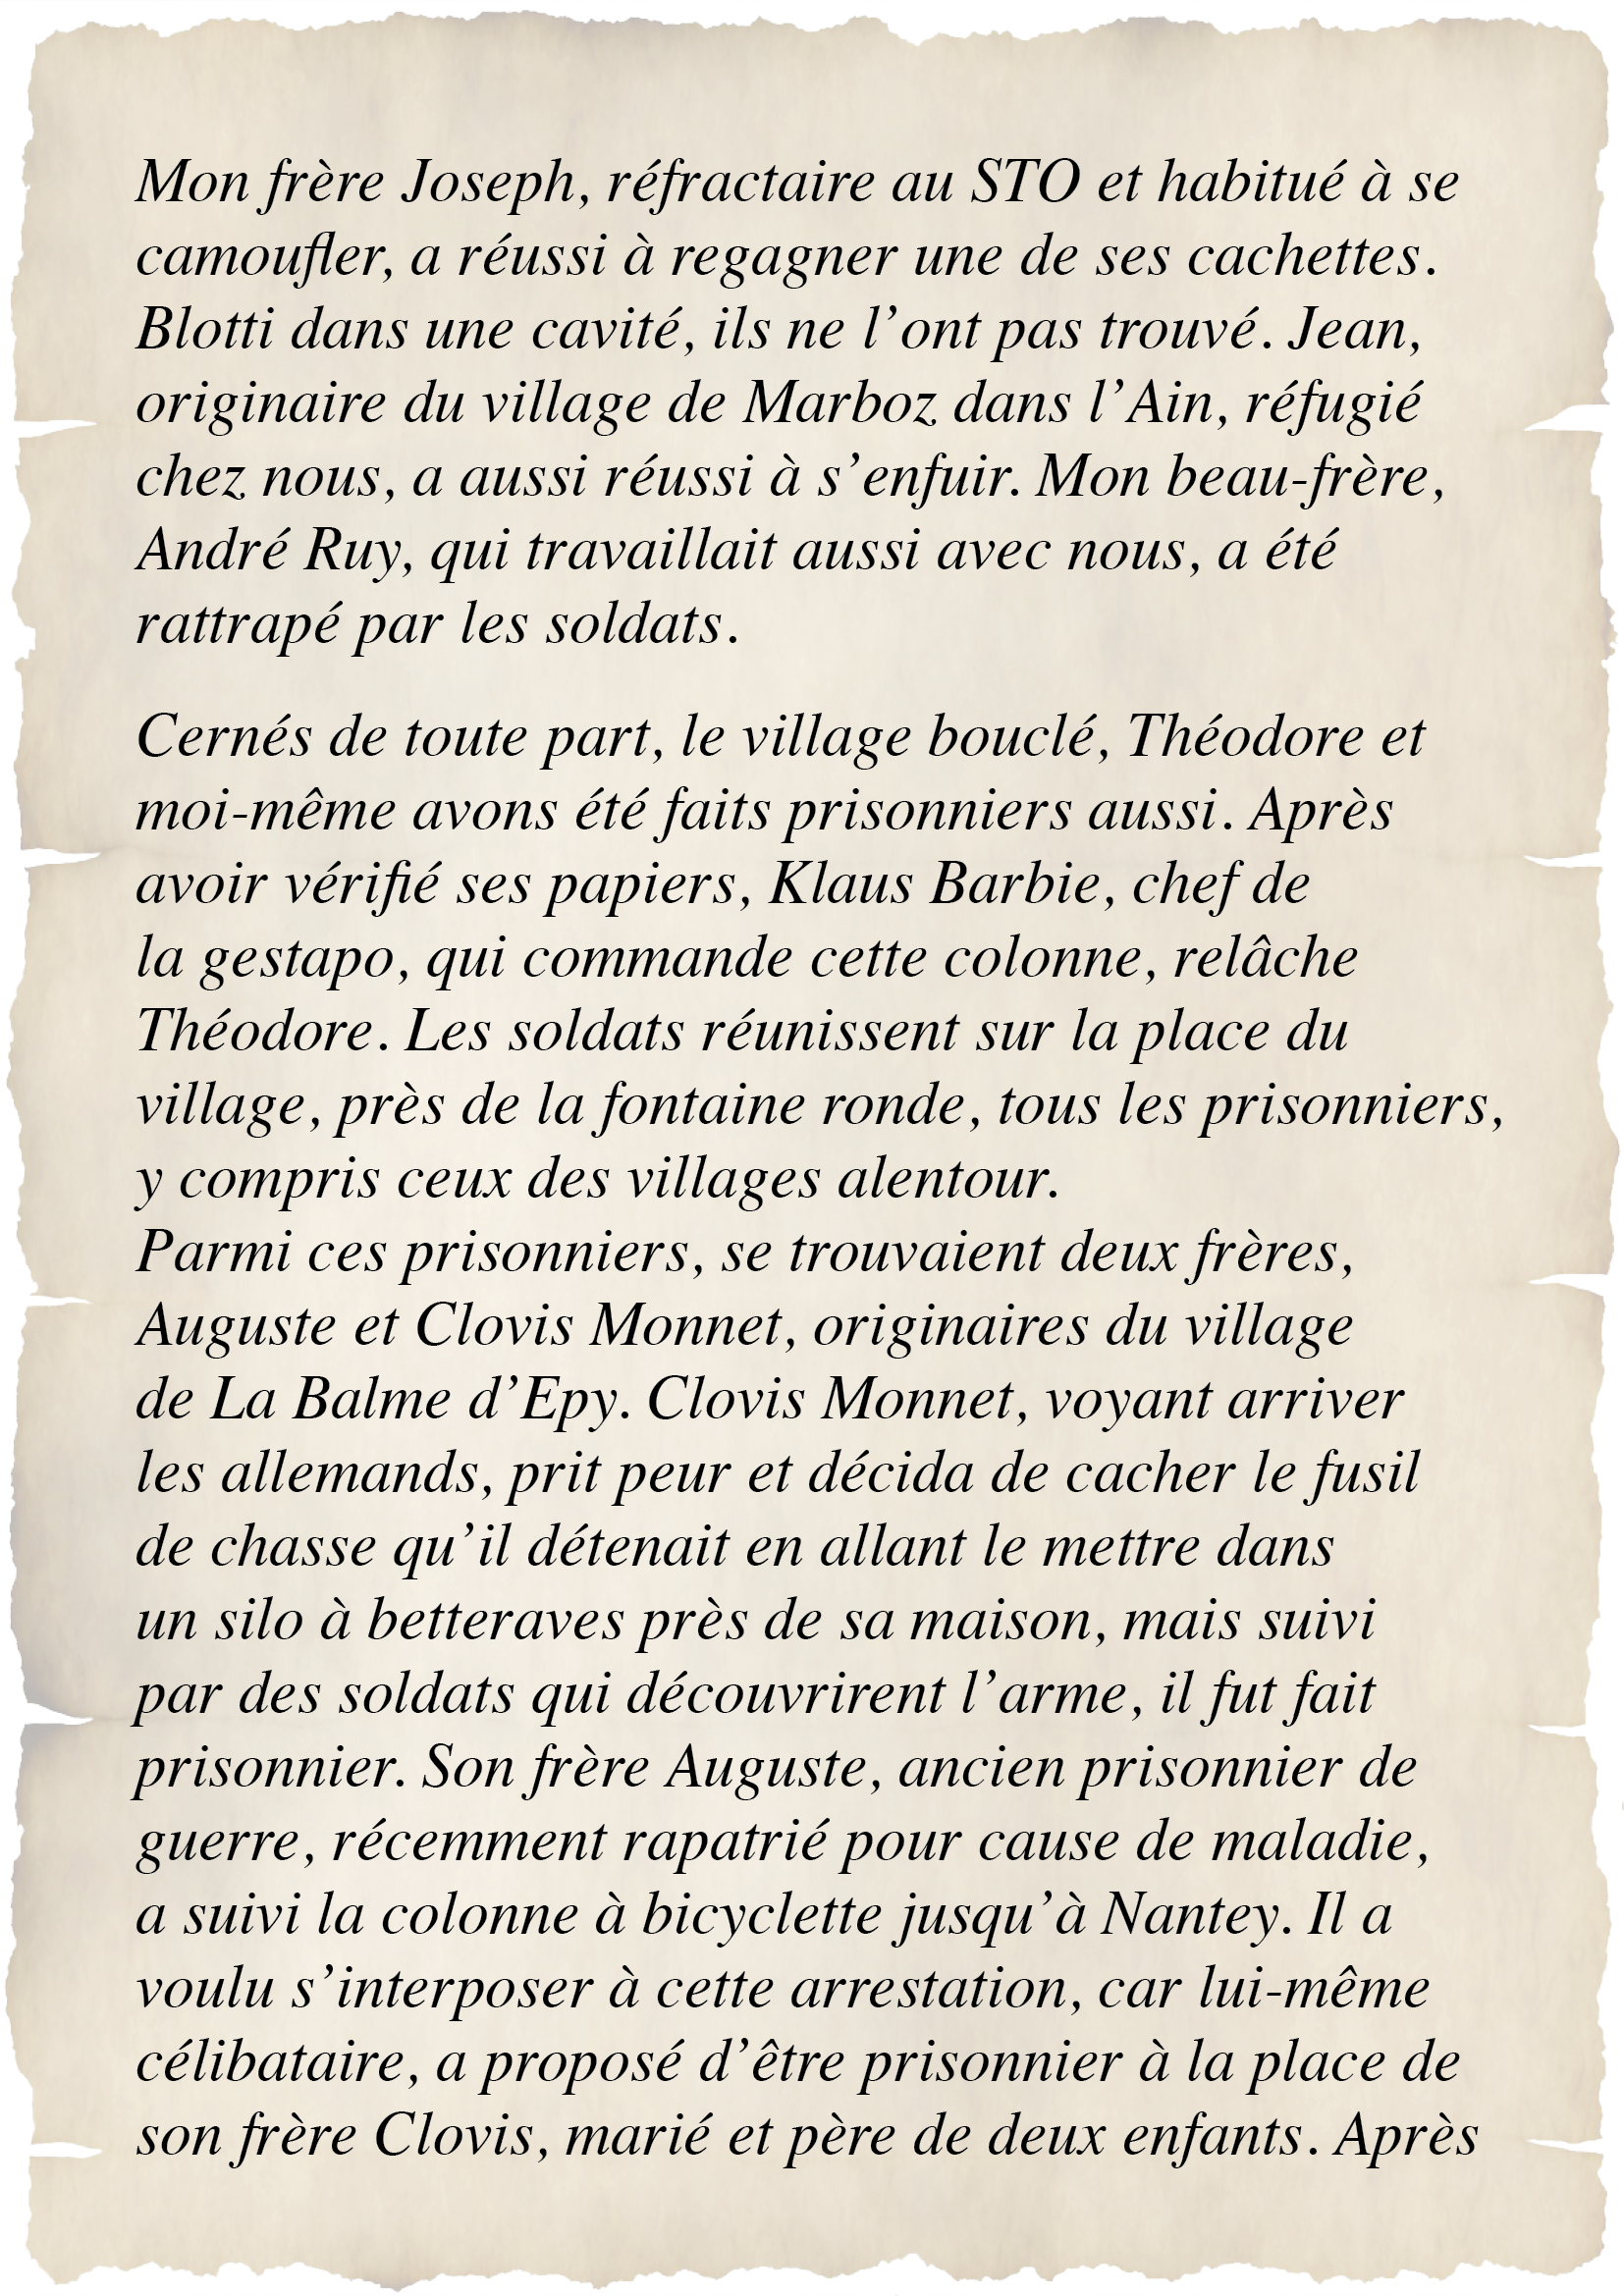 Mon frère Joseph, réfractaire au STO et habitué à se
camoufler, a réussi à regagner une de ses cachettes.
Blotti dans une cavité, ils ne l’ont pas trouvé. Jean,
originaire du village de Marboz dans l’Ain, réfugié
chez nous, a aussi réussi à s’enfuir. Mon beau-frère,
André Ruy, qui travaillait aussi avec nous, a été
rattrapé par les soldats.
Cernés de toute part, le village bouclé, Théodore et
moi-même avons été faits prisonniers aussi. Après
avoir vérifié ses papiers, Klaus Barbie, chef de
la gestapo, qui commande cette colonne, relâche
Théodore. Les soldats réunissent sur la place du
village, près de la fontaine ronde, tous les prisonniers,
y compris ceux des villages alentour.
Parmi ces prisonniers, se trouvaient deux frères,
Auguste et Clovis Monnet, originaires du village
de La Balme d’Epy. Clovis Monnet, voyant arriver
les allemands, prit peur et décida de cacher le fusil
de chasse qu’il détenait en allant le mettre dans
un silo à betteraves près de sa maison, mais suivi
par des soldats qui découvrirent l’arme, il fut fait
prisonnier. Son frère Auguste, ancien prisonnier de
guerre, récemment rapatrié pour cause de maladie,
a suivi la colonne à bicyclette jusqu’à Nantey. Il a
voulu s’interposer à cette arrestation, car lui-même
célibataire, a proposé d’être prisonnier à la place de
son frère Clovis, marié et père de deux enfants. Après